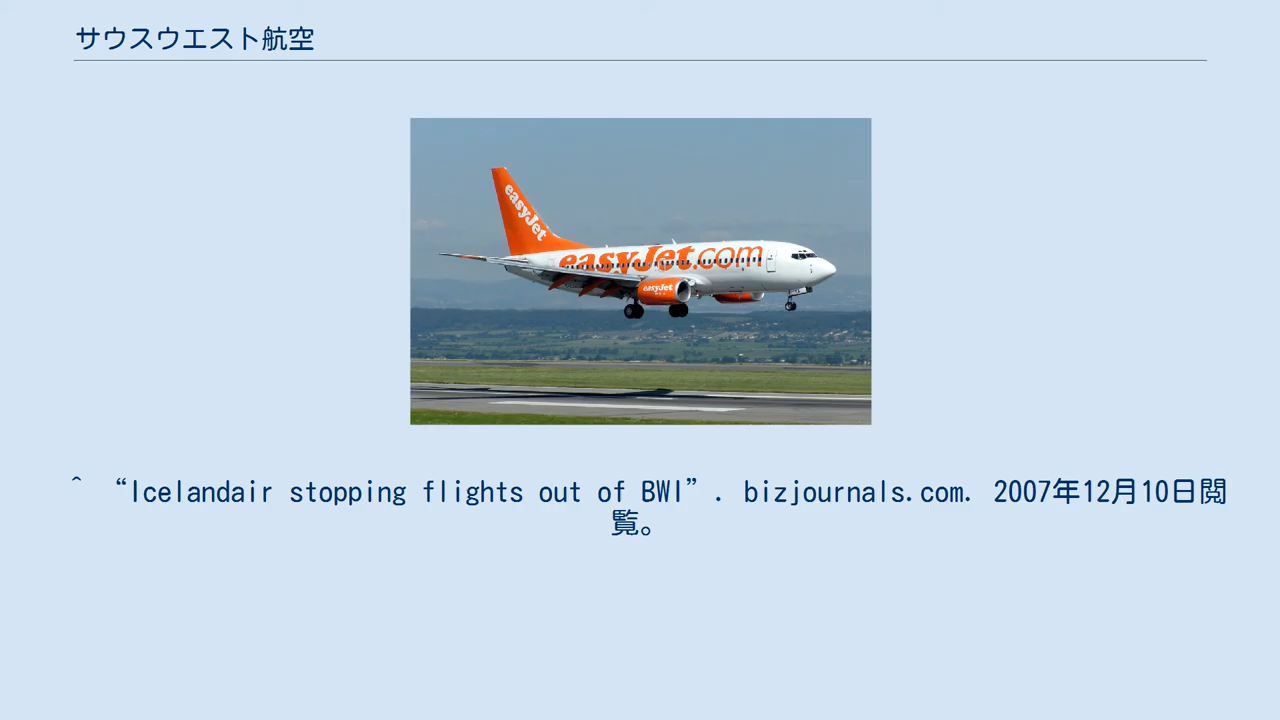 サウスウエスト航空
easyJet
easyJet.com
easyJet
^ “Icelandair stopping flights out of BWI”. bizjournals.com. 2007年12月10日閲
覧。